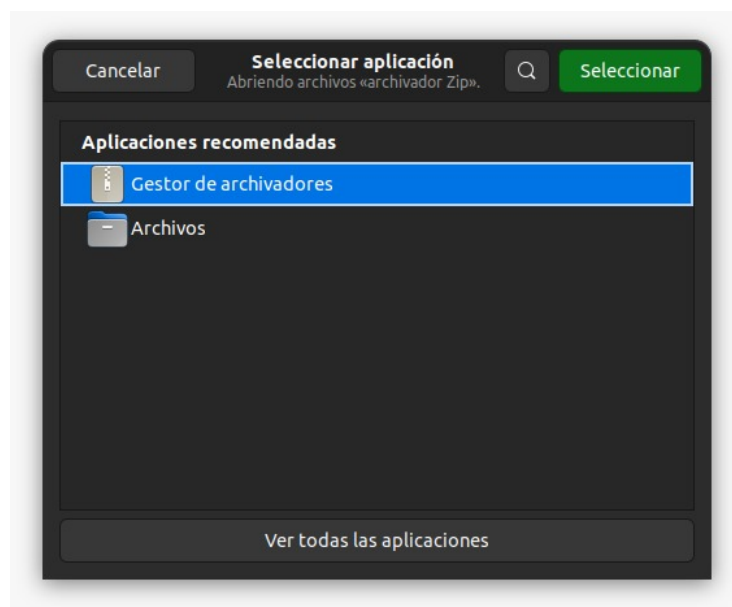 Cancelar
Seleccionar aplicación
Abriendo archivos «archivador Zip».
Seleccionar
Aplicaciones recomendadas
Gestor de archivadores
Archivos
Ver todas las aplicaciones